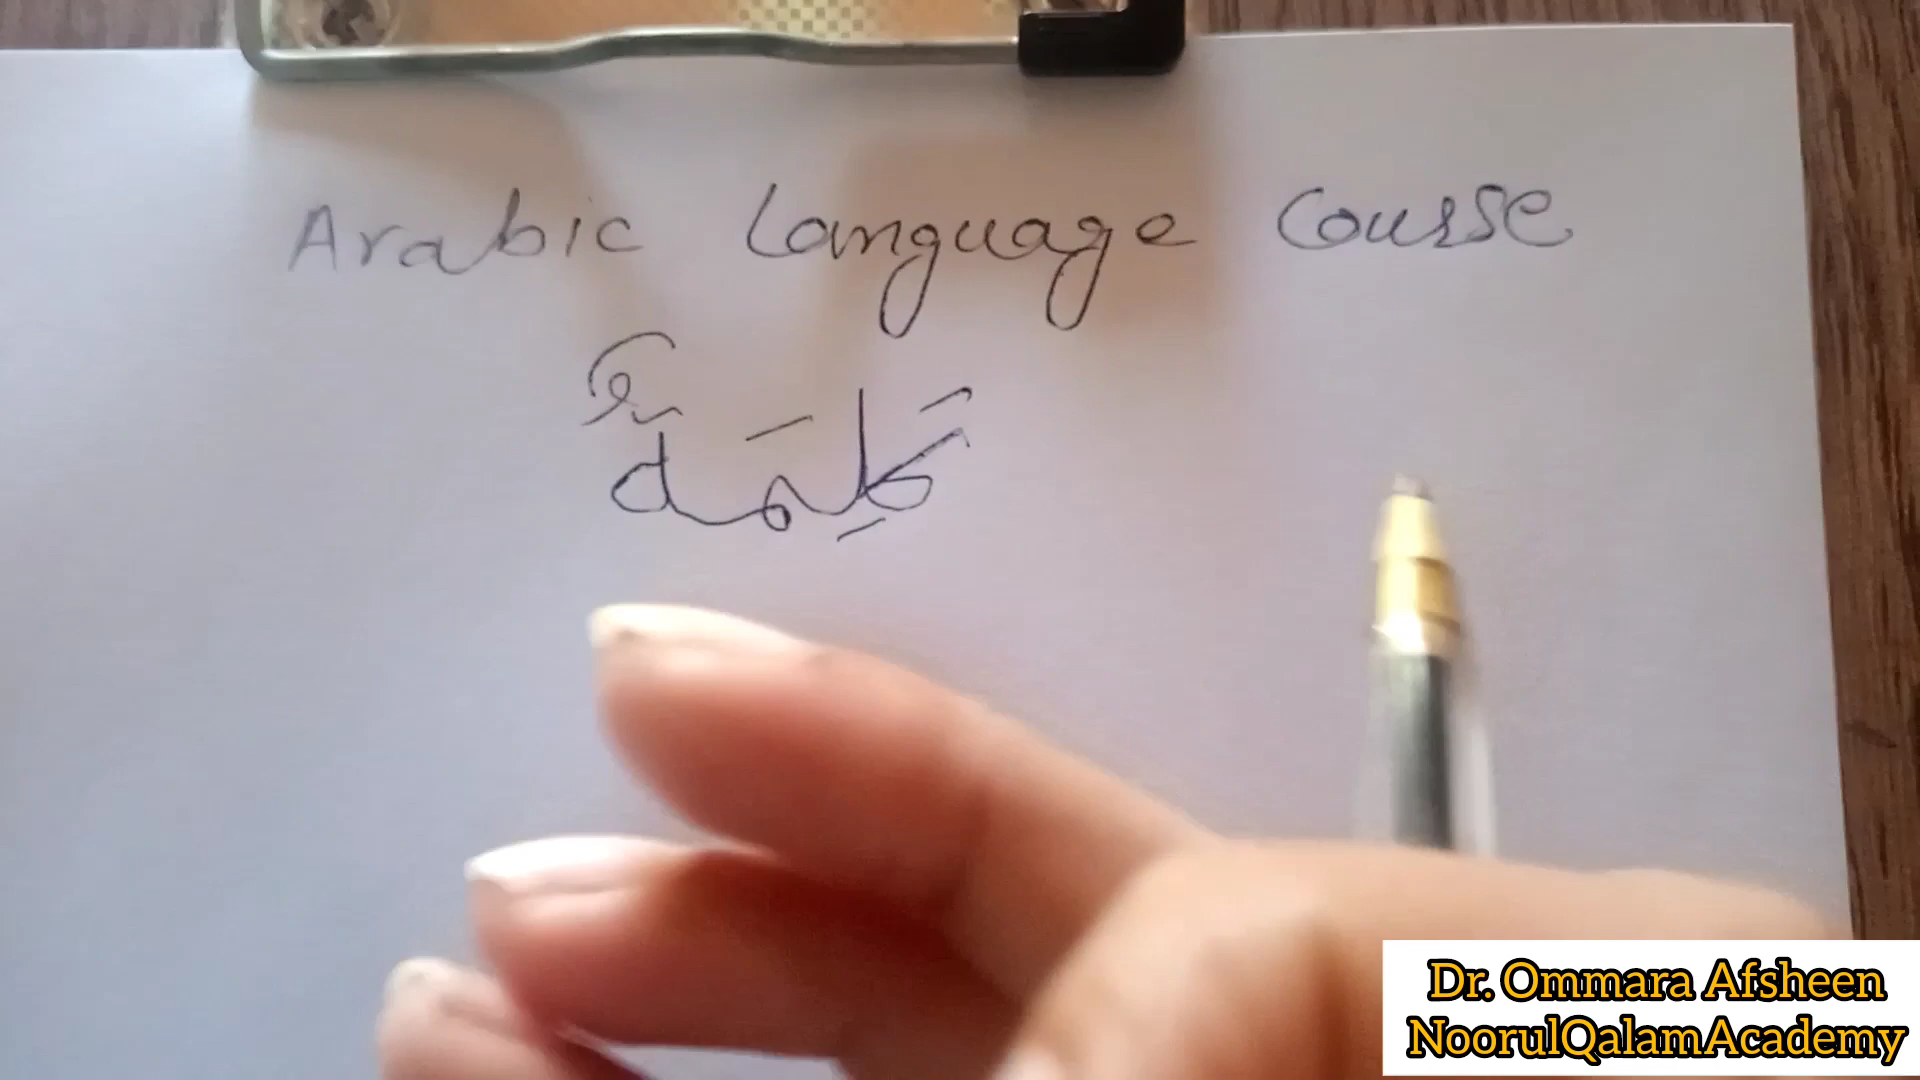 Arabic Language Course
كَلِمَة
Dr. Ommara Afsheen
NoorulQalamAcademy